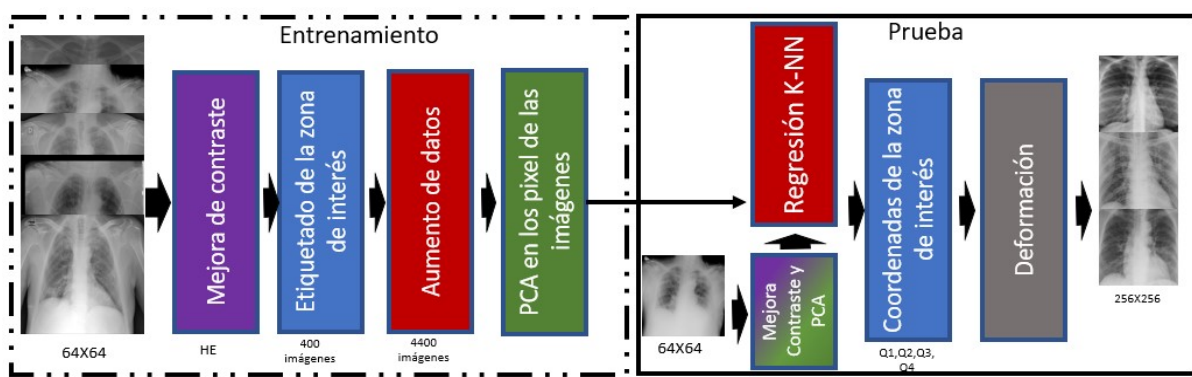 Entrenamiento
Mejora de contraste
Etiquetado de la zona
de interés
Aumento de datos
PCA en los pixel de las
imágenes
64X64
HE
400
imágenes
4400
imágenes
Prueba
Regresión K-NN
Mejora
Contraste y
PCA
64X64
Coordenadas de la zona
de interés
Q1,Q2,Q3,
Q4
Deformación
256X256